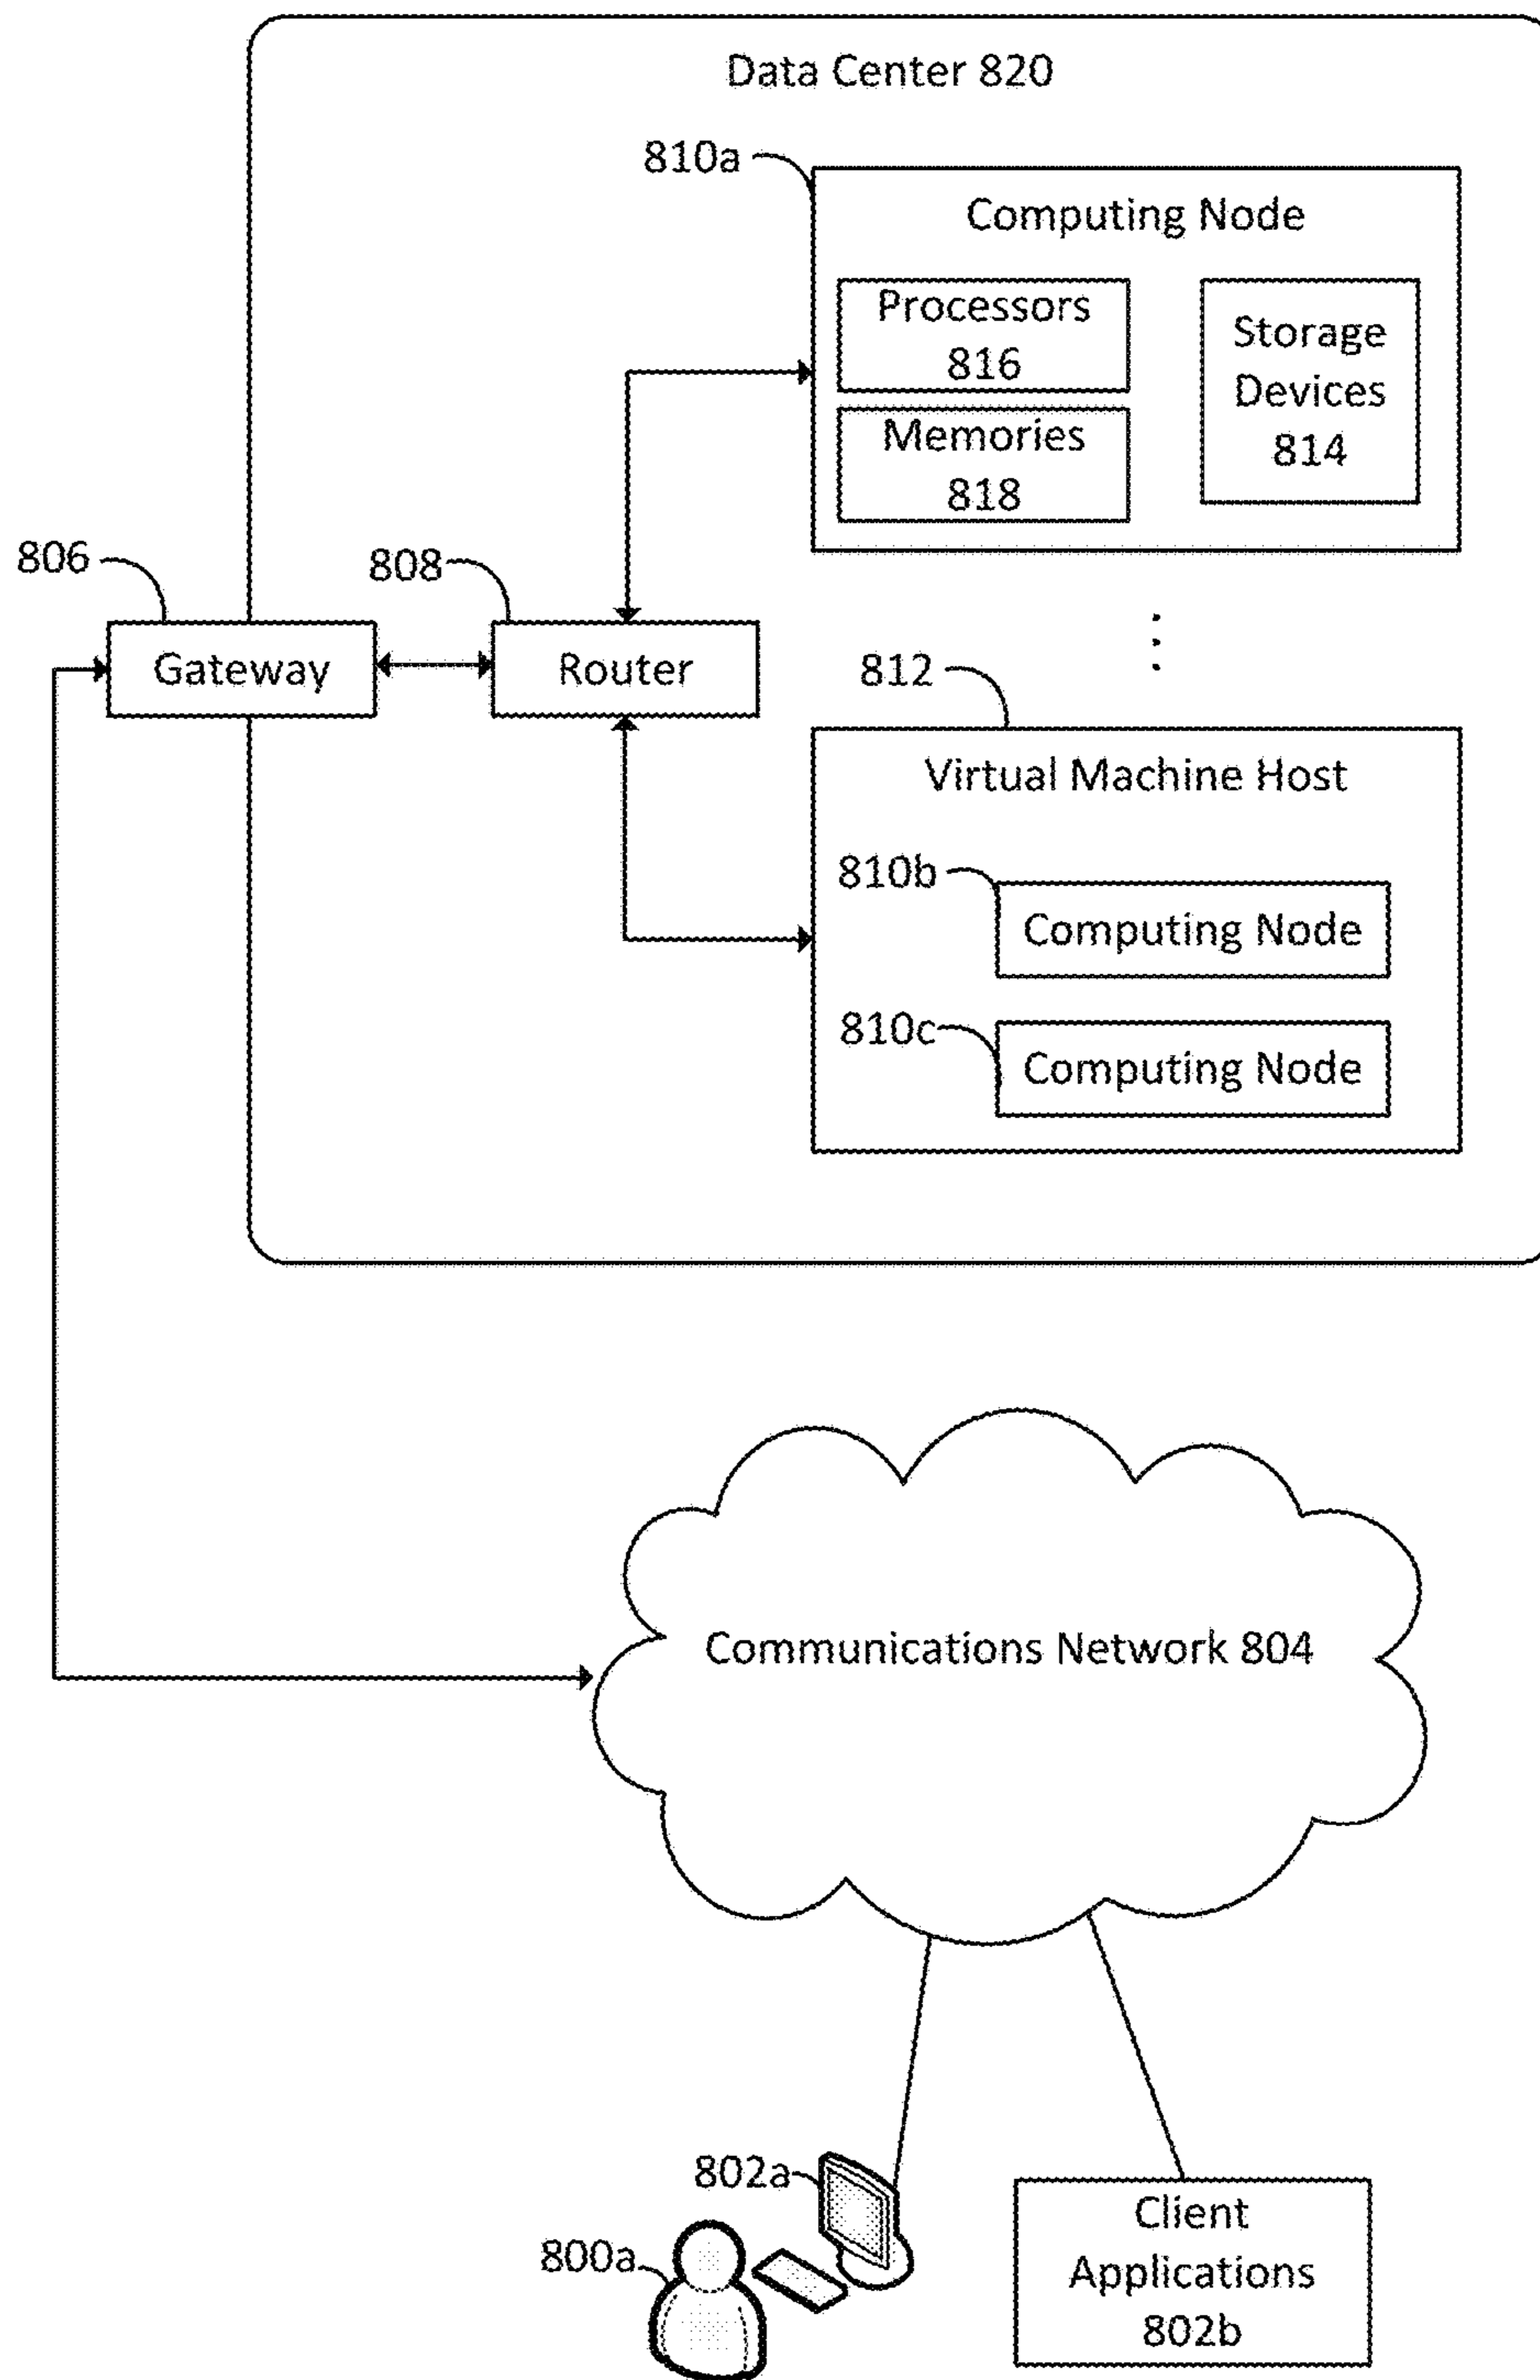 Data Center 820
810a
Computing Node
Processors
816
Storage
Devices
814
Memories
818
806
808
Gateway
Router
812
Virtual Machine Host
810b
Computing Node
810c
Computing Node
Communications Network 804
802a
800a
Client
Applications
802b